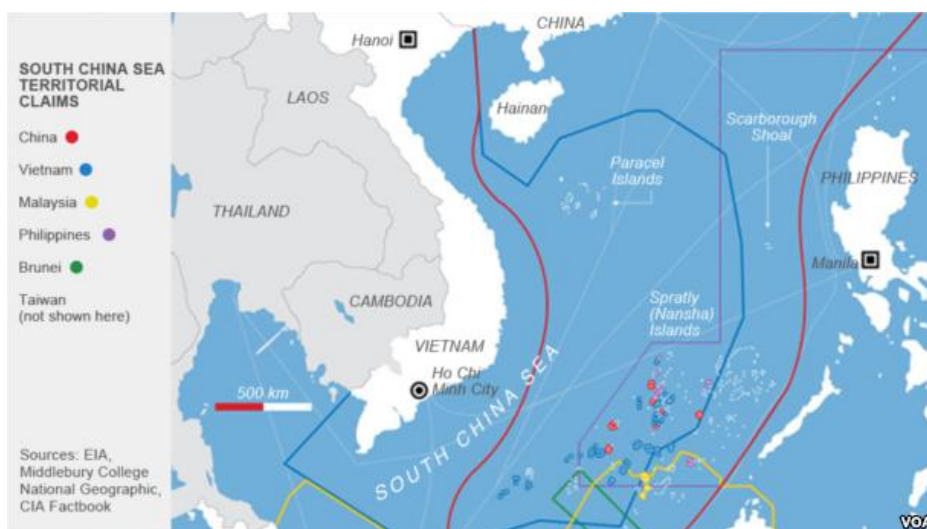 SOUTH CHINA SEA
TERRITORIAL
CLAIMS
China
Vietnam
Malaysia
Philippines
Brunei
Taiwan
(not shown here)
Sources: EIA,
Middlebury College
National Geographic,
CIA Factbook
CHINA
Hanoi
LAOS
Hainan
Scarborough
Shoal
Paracel
Islands
PHILIPPINES
THAILAND
Manila
CAMBODIA
Spratly
(Nansha)
Islands
VIETNAM
Ho Chi
Minh City
500 km
SOUTH CHINA SEA
VOA